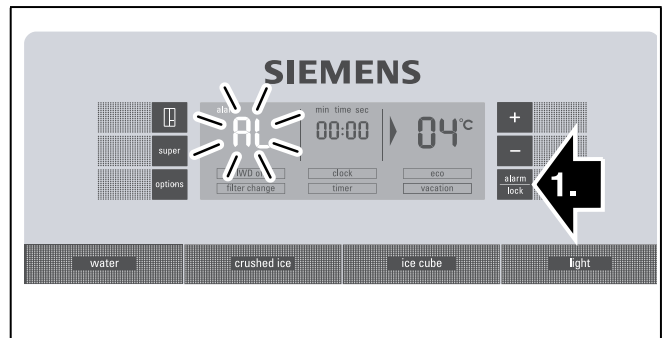 SIEMENS
min time sec
AL 00:00 04°C
+
super
−
options
clock eco
alarm
lock
filter change timer vacation
1.
water crushed ice ice cube light